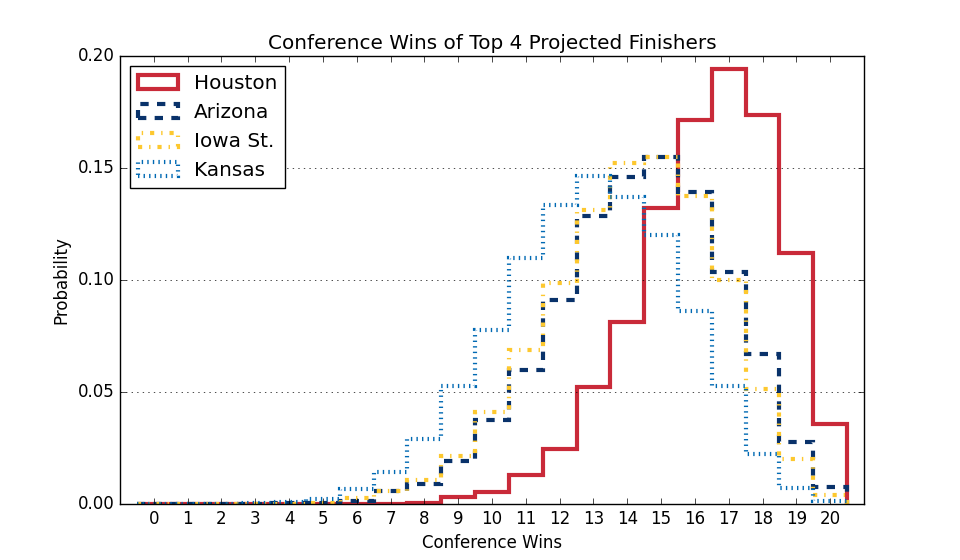 Conference Wins of Top 4 Projected Finishers
0.20
0.15
0.10
0.05
0.00
Probability
Houston
Arizona
Iowa St.
Kansas
0 1 2 3 4 5 6 7 8 9 10 11 12 13 14 15 16 17 18 19 20
Conference Wins